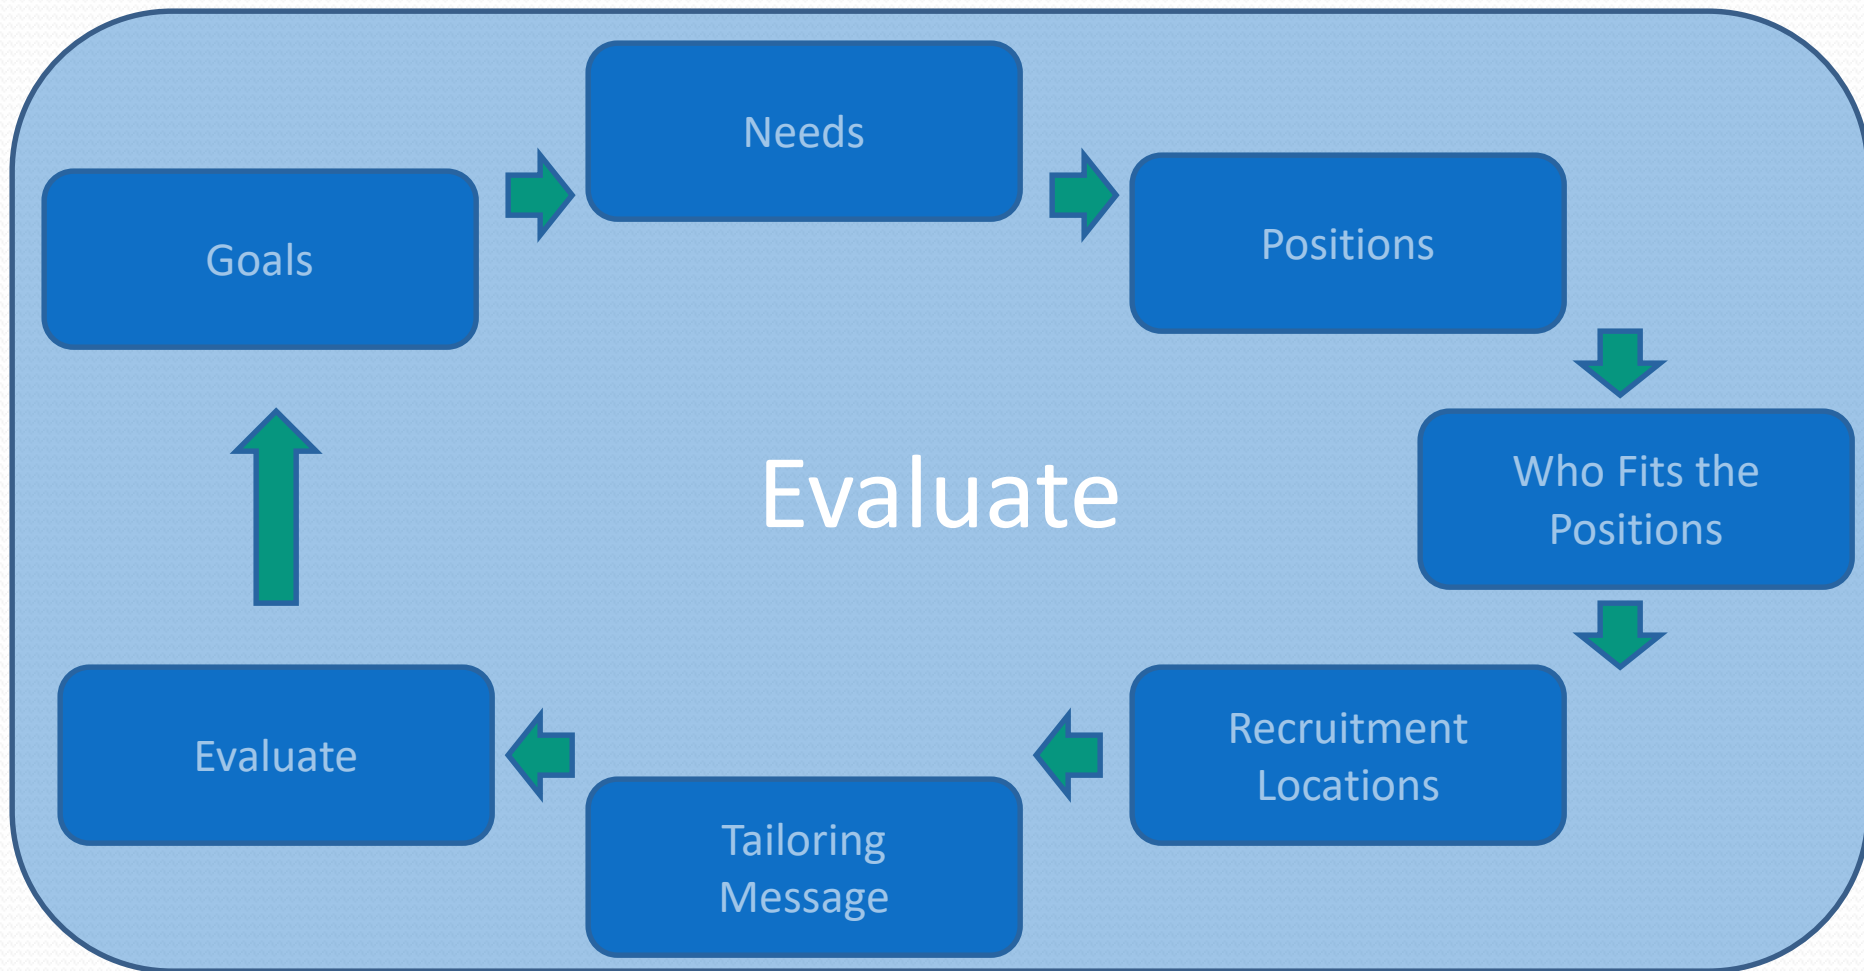 Needs
Goals
Positions
Evaluate
Who Fits the
Positions
Recruitment
Locations
Evaluate
Tailoring
Message